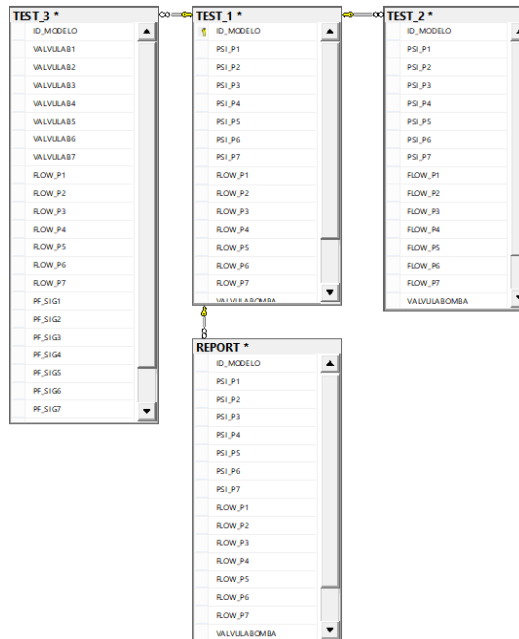 TEST_3 *
ID_MODELO
VALVULAB1
VALVULAB2
VALVULAB3
VALVULAB4
VALVULAB5
VALVULAB6
VALVULAB7
FLOW_P1
FLOW_P2
FLOW_P3
FLOW_P4
FLOW_P5
FLOW_P6
FLOW_P7
PF_SIG1
PF_SIG2
PF_SIG3
PF_SIG4
PF_SIG5
PF_SIG6
PF_SIG7
TEST_1 *
ID_MODELO
PSI_P1
PSI_P2
PSI_P3
PSI_P4
PSI_P5
PSI_P6
PSI_P7
FLOW_P1
FLOW_P2
FLOW_P3
FLOW_P4
FLOW_P5
FLOW_P6
FLOW_P7
VALVULABOMBA
TEST_2 *
ID_MODELO
PSI_P1
PSI_P2
PSI_P3
PSI_P4
PSI_P5
PSI_P6
PSI_P7
FLOW_P1
FLOW_P2
FLOW_P3
FLOW_P4
FLOW_P5
FLOW_P6
FLOW_P7
VALVULABOMBA
REPORT *
ID_MODELO
PSI_P1
PSI_P2
PSI_P3
PSI_P4
PSI_P5
PSI_P6
PSI_P7
FLOW_P1
FLOW_P2
FLOW_P3
FLOW_P4
FLOW_P5
FLOW_P6
FLOW_P7
VALVULABOMBA